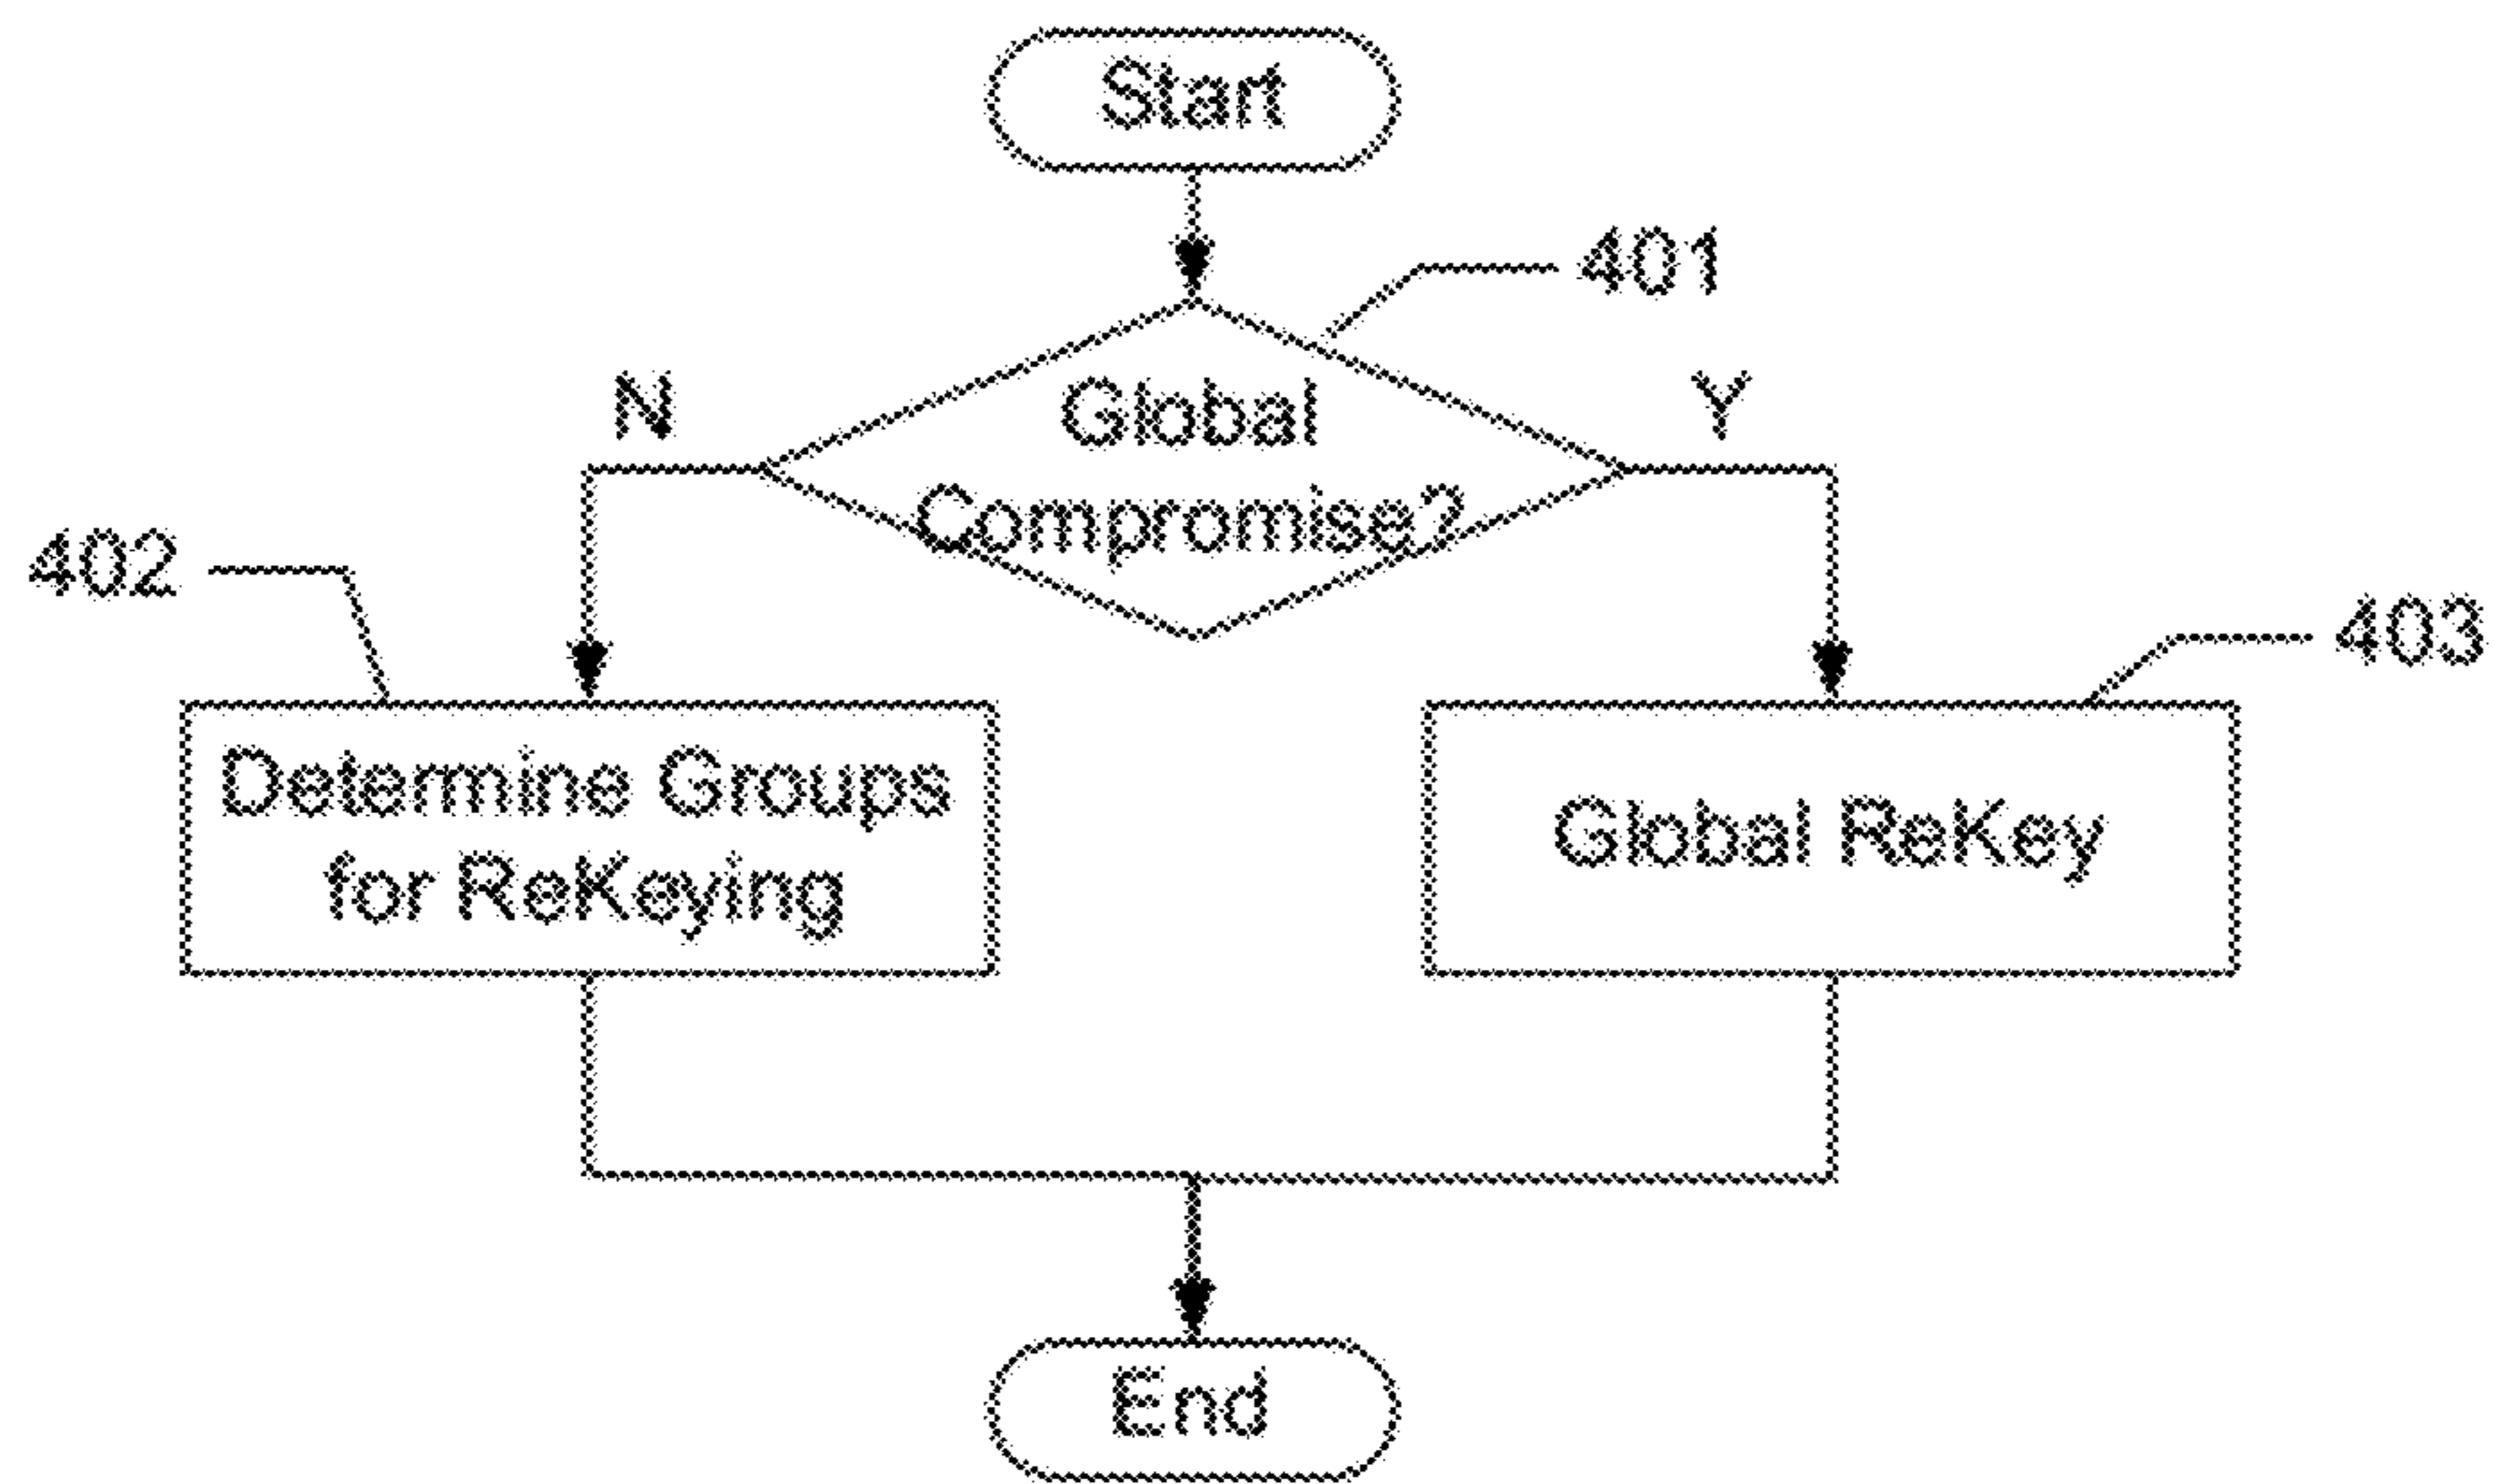 Start
401
N
Global
Compromise?
Y
402
403
Determine Groups
for ReKeying
Global ReKey
End